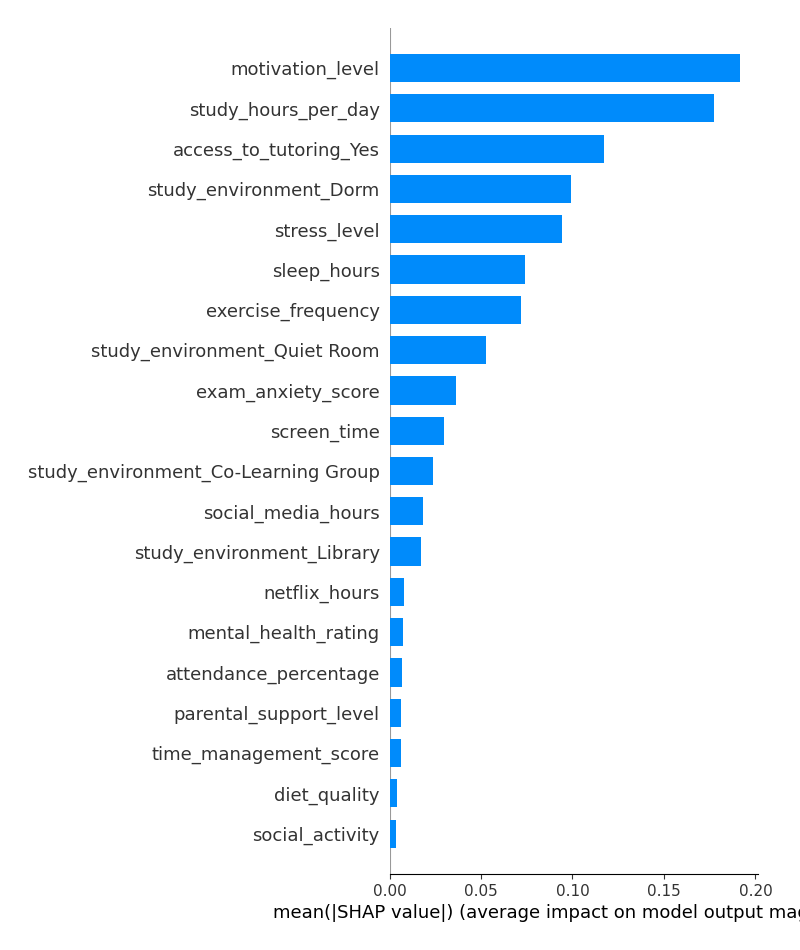 motivation_level
study_hours_per_day
access_to_tutoring_Yes
study_environment_Dorm
stress_level
sleep_hours
exercise_frequency
study_environment_Quiet Room
exam_anxiety_score
screen_time
study_environment_Co-Learning Group
social_media_hours
study_environment_Library
netflix_hours
mental_health_rating
attendance_percentage
parental_support_level
time_management_score
diet_quality
social_activity
0.00 0.05 0.10 0.15 0.20
mean(|SHAP value|) (average impact on model output